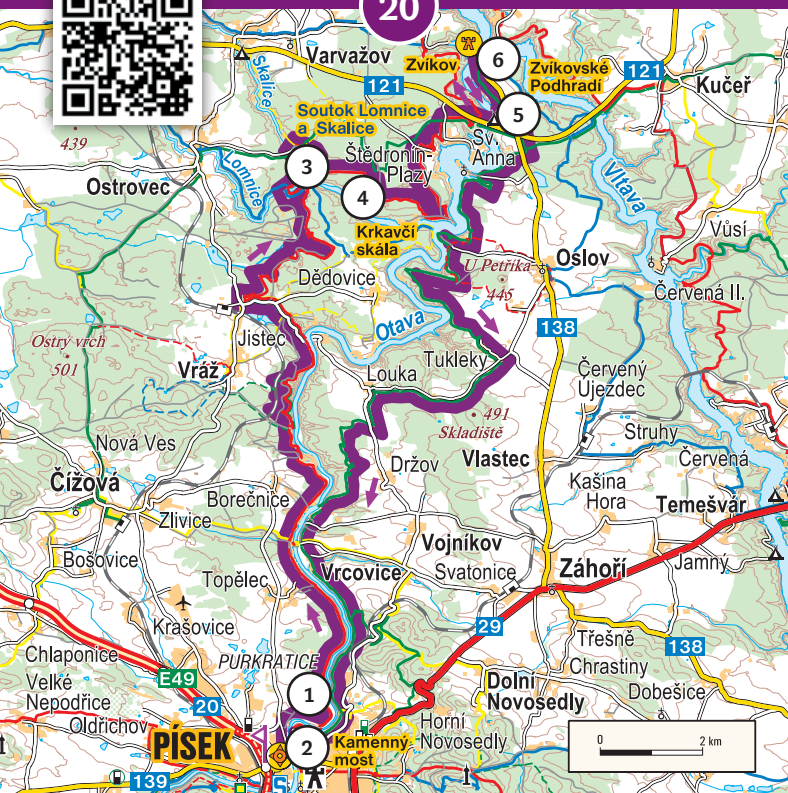 20
Varvažov
Zvíkov
6
Zvíkovské
Podhradí
121
Kučeř
121
Skalice
Soutok Lomnice
a Skalice
5
439
Štědronín-
Plazy
Sv.
Anna
3
Ostrovec
Lomnice
4
Vltava
Krkavčí
skála
Vůsí
Oslov
U Petříka
445
Dědovice
Červená II.
Otava
138
Jistec
Ostrý vrch
501
Vráž
Tukleky
Louka
Červený
Újezdec
491
Skladiště
Struhy
Nová Ves
Držov
Vlastec
Červená
Čížová
Kašina
Hora
Borečnice
Temešvár
Zlivice
Vojníkov
Bošovice
Vrcovice
Svatonice
Záhoří
Jamný
Topělec
Krašovice
29
Třešně
138
Chlaponice
PURKRATICE
Chrastiny
Velké
Nepodřice
E49
1
Dolní
Novosedly
Dobešice
20
Oldřichov
Horní
Novosedly
PÍSEK
2
Kamenný
most
0
2 km
139
S